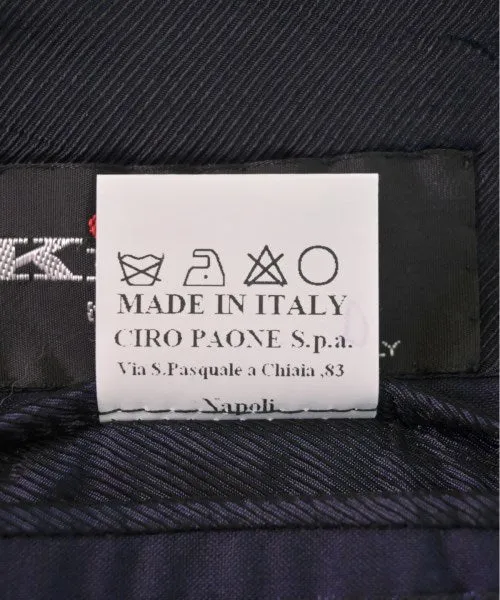 MADE IN ITALY
CIRO PAONE S.p.a.
Via S.Pasquale a Chiaia ,83
Napoli